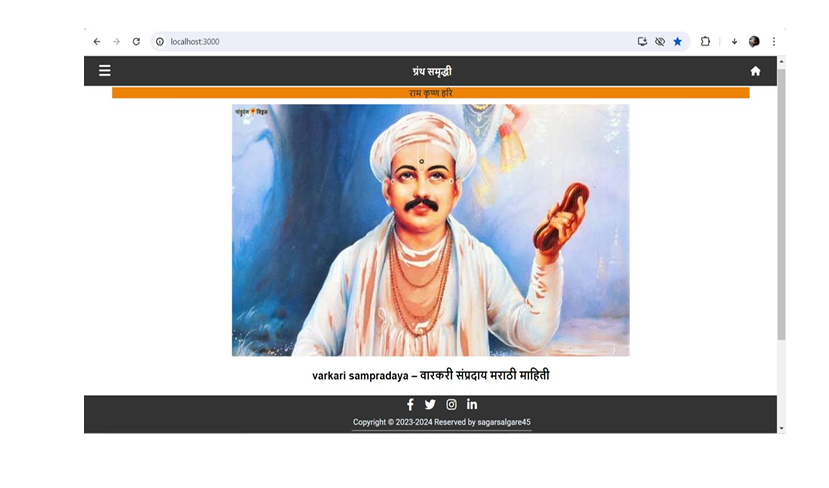 localhost:3000
ग्रंथ समृद्धी
राम कृष्ण हरि
पांडुरंग विठ्ठल
varkari sampradaya – वारकरी संप्रदाय मराठी माहिती
Copyright © 2023-2024 Reserved by sagarsalgare45